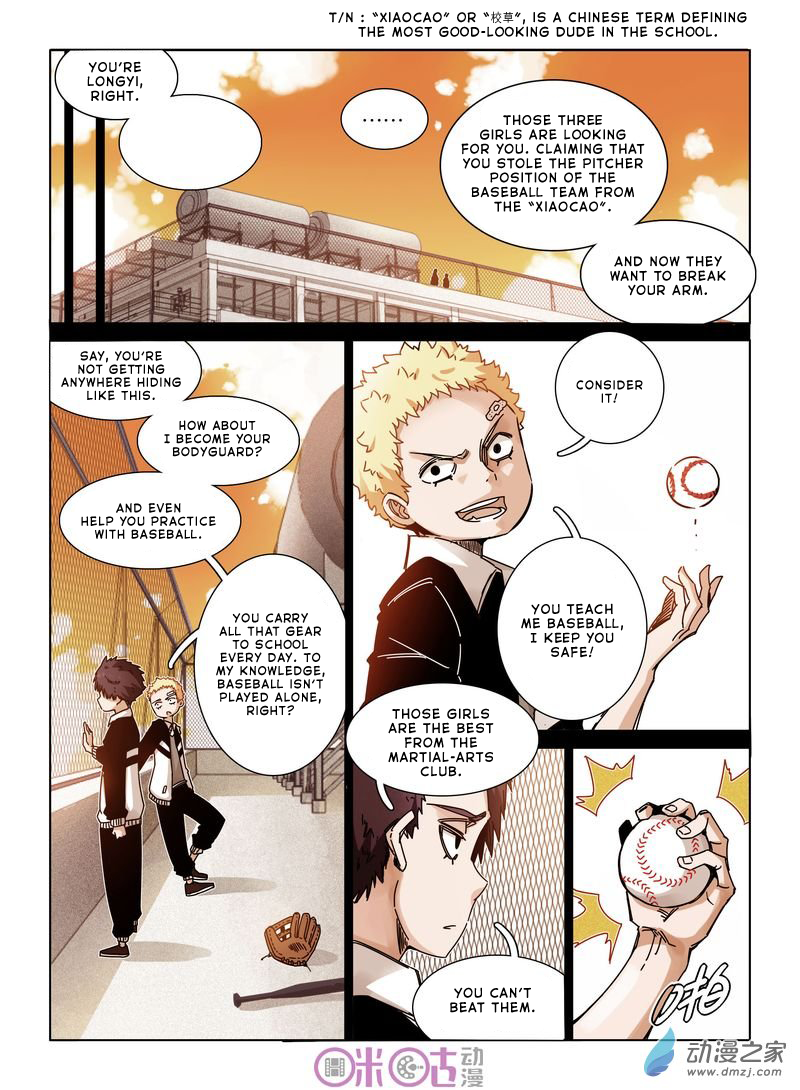 T/N : "XIAOCAO" OR "校草", IS A CHINESE TERM DEFINING
THE MOST GOOD-LOOKING DUDE IN THE SCHOOL.
YOU'RE
LONGYI,
RIGHT.
......
THOSE THREE
GIRLS ARE LOOKING
FOR YOU. CLAIMING THAT
YOU STOLE THE PITCHER
POSITION OF THE
BASEBALL TEAM FROM
THE "XIAOCAO".
AND NOW THEY
WANT TO BREAK
YOUR ARM.
SAY, YOU'RE
NOT GETTING
ANYWHERE HIDING
LIKE THIS.
HOW ABOUT
I BECOME YOUR
BODYGUARD?
AND EVEN
HELP YOU PRACTICE
WITH BASEBALL.
YOU CARRY
ALL THAT GEAR
TO SCHOOL
EVERY DAY. TO
MY KNOWLEDGE,
BASEBALL ISN'T
PLAYED ALONE,
RIGHT?
CONSIDER
IT!
YOU TEACH
ME BASEBALL,
I KEEP YOU
SAFE!
THOSE GIRLS
ARE THE BEST
FROM THE
MARTIAL-ARTS
CLUB.
YOU CAN'T
BEAT THEM.
啪
咪咕动漫
动漫之家
www.dmzj.com